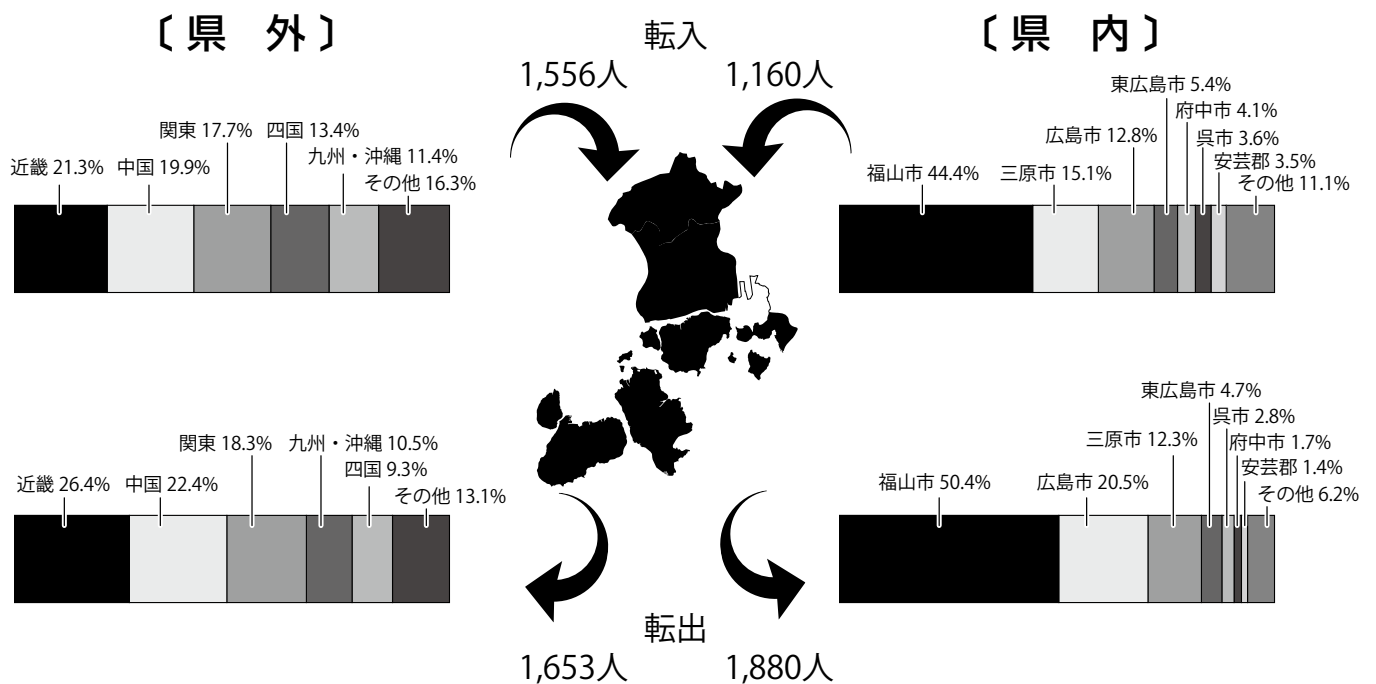 〔 県 外 〕
転入
〔 県 内 〕
1,556人
1,160人
近畿 21.3%
中国 19.9%
関東 17.7%
四国 13.4%
九州・沖縄 11.4%
その他 16.3%
福山市 44.4%
三原市 15.1%
広島市 12.8%
東広島市 5.4%
府中市 4.1%
呉市 3.6%
安芸郡 3.5%
その他 11.1%
近畿 26.4%
中国 22.4%
関東 18.3%
九州・沖縄 10.5%
四国 9.3%
その他 13.1%
福山市 50.4%
広島市 20.5%
三原市 12.3%
東広島市 4.7%
呉市 2.8%
府中市 1.7%
安芸郡 1.4%
その他 6.2%
転出
1,653人
1,880人